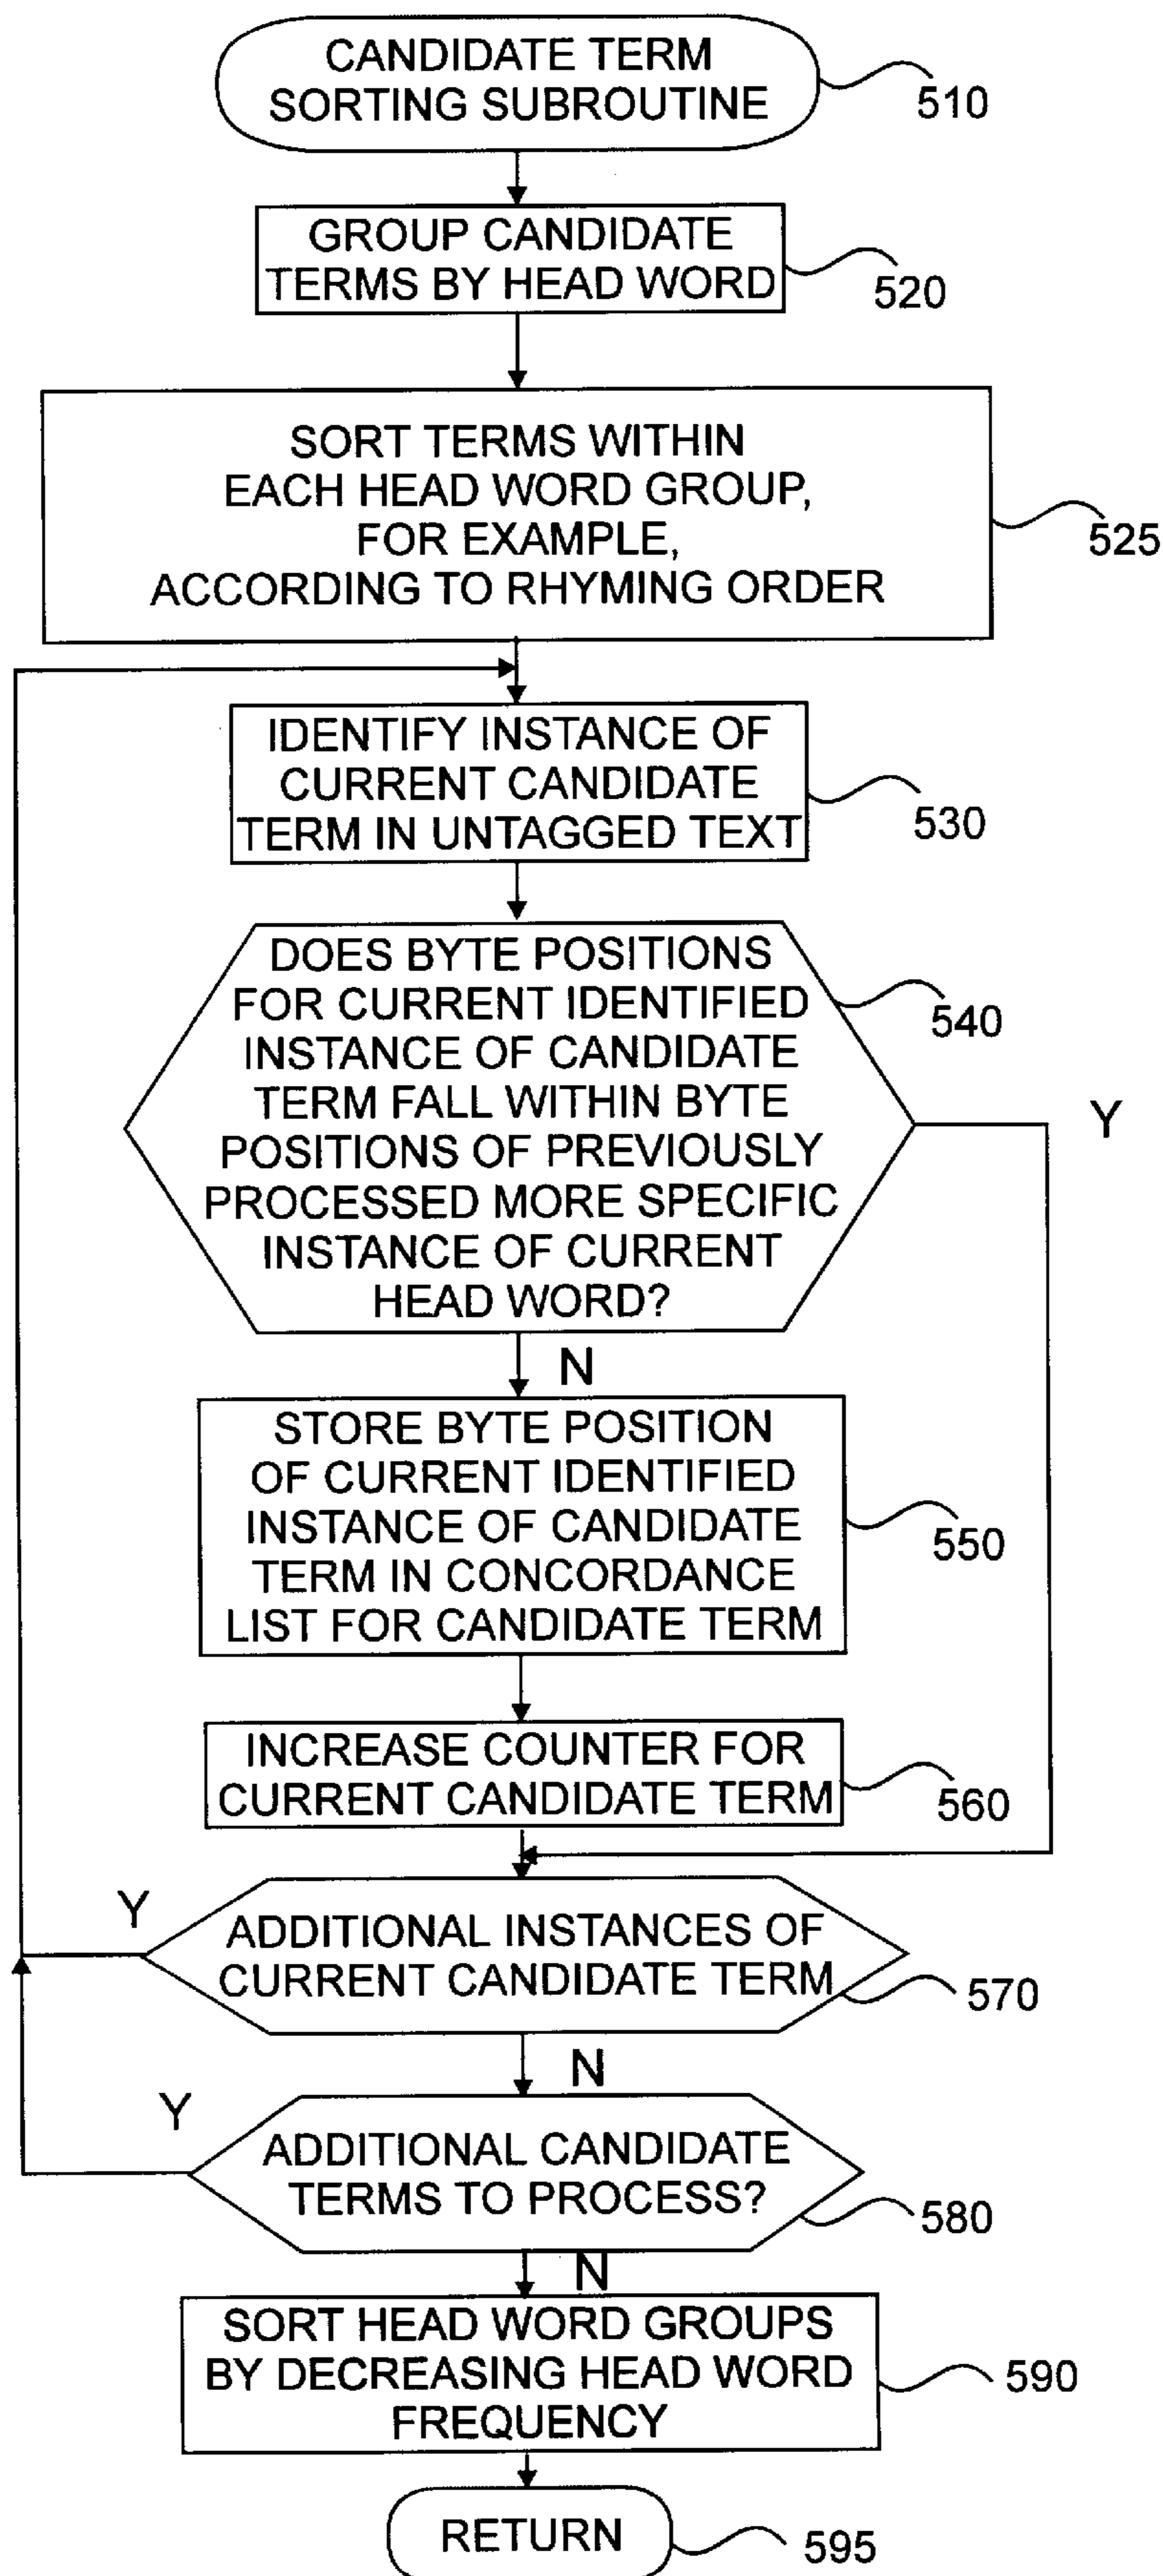 CANDIDATE TERM
SORTING SUBROUTINE
510
GROUP CANDIDATE
TERMS BY HEAD WORD
520
SORT TERMS WITHIN
EACH HEAD WORD GROUP,
FOR EXAMPLE,
ACCORDING TO RHYMING ORDER
525
IDENTIFY INSTANCE OF
CURRENT CANDIDATE
TERM IN UNTAGGED TEXT
530
DOES BYTE POSITIONS
FOR CURRENT IDENTIFIED
INSTANCE OF CANDIDATE
TERM FALL WITHIN BYTE
POSITIONS OF PREVIOUSLY
PROCESSED MORE SPECIFIC
INSTANCE OF CURRENT
HEAD WORD?
540
Y
N
STORE BYTE POSITION
OF CURRENT IDENTIFIED
INSTANCE OF CANDIDATE
TERM IN CONCORDANCE
LIST FOR CANDIDATE TERM
550
INCREASE COUNTER FOR
CURRENT CANDIDATE TERM
560
Y
ADDITIONAL INSTANCES OF
CURRENT CANDIDATE TERM
570
N
Y
ADDITIONAL CANDIDATE
TERMS TO PROCESS?
580
N
SORT HEAD WORD GROUPS
BY DECREASING HEAD WORD
FREQUENCY
590
RETURN
595